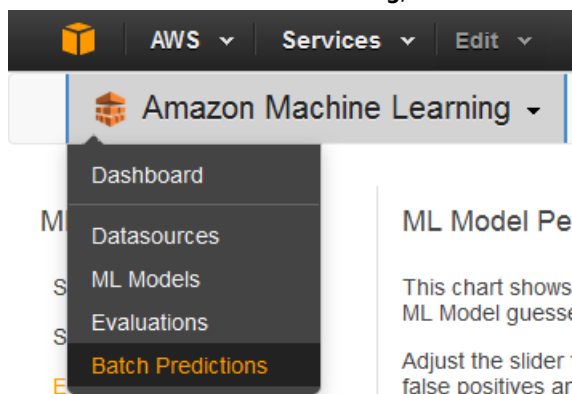 AWS Services Edit
Amazon Machine Learning
Dashboard
Datasources
ML Models
Evaluations
Batch Predictions
ML Model Pe
This chart shows
ML Model guesse
Adjust the slider
false positives an